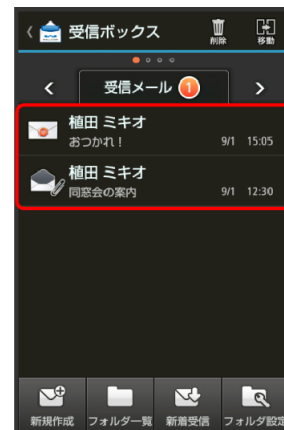 受信ボックス
削除
移動
受信メール 1
植田 ミキオ
おつかれ！ 9/1 15:05
植田 ミキオ
同窓会の案内 9/1 12:30
新規作成 フォルダ一覧 新着受信 フォルダ設定